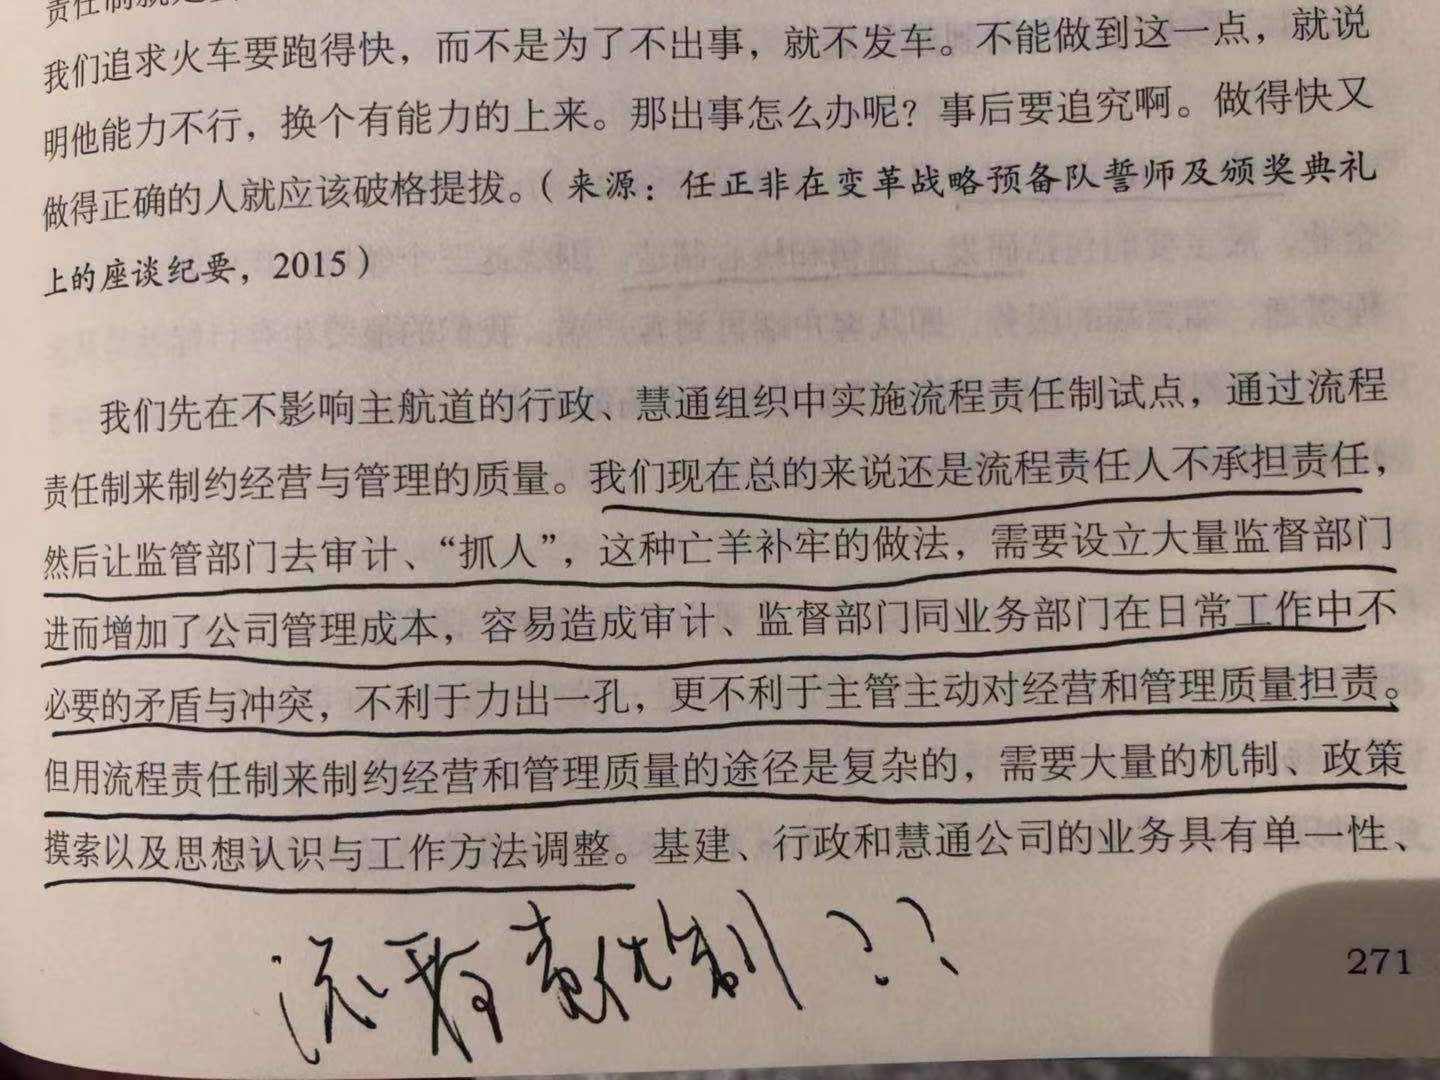 责任制就是
我们追求火车要跑得快，而不是为了不出事，就不发车。不能做到这一点，就说
明他能力不行，换个有能力的上来。那出事怎么办呢？事后要追究啊。做得快又
做得正确的人就应该破格提拔。（来源：任正非在变革战略预备队誓师及颁奖典礼
上的座谈纪要，2015）
我们先在不影响主航道的行政、慧通组织中实施流程责任制试点，通过流程
责任制来制约经营与管理的质量。我们现在总的来说还是流程责任人不承担责任，
然后让监管部门去审计、“抓人”，这种亡羊补牢的做法，需要设立大量监督部门
进而增加了公司管理成本，容易造成审计、监督部门同业务部门在日常工作中不
必要的矛盾与冲突，不利于力出一孔，更不利于主管主动对经营和管理质量担责。
但用流程责任制来制约经营和管理质量的途径是复杂的，需要大量的机制、政策
摸索以及思想认识与工作方法调整。基建、行政和慧通公司的业务具有单一性、
流程责任制？？
271